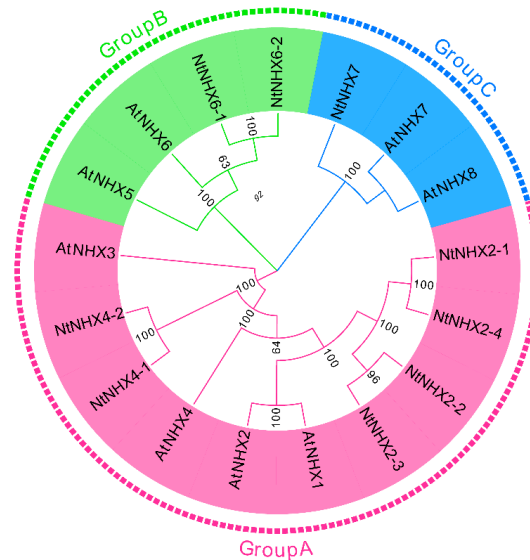 GroupB
GroupC
NtNHX6-2
NtNHX7
NtNHX6-1
AtNHX7
AtNHX6
AtNHX8
AtNHX5
100
63
92
100
100
AtNHX3
NtNHX2-1
NtNHX4-2
NtNHX2-4
NtNHX4-1
NtNHX2-2
AtNHX4
NtNHX2-3
AtNHX2
AtNHX1
100
100
100
100
100
64
100
96
100
GroupA